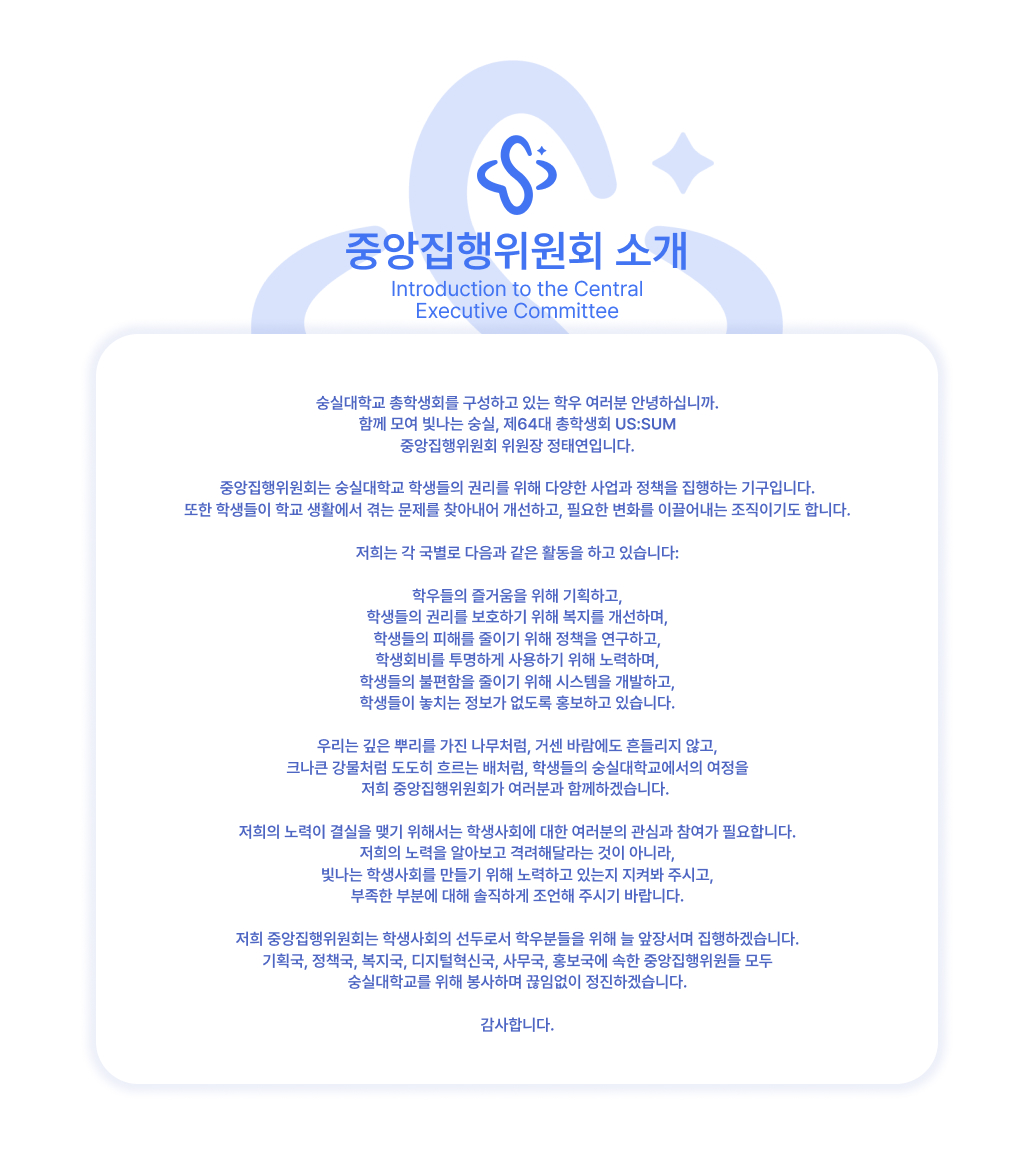 중앙집행위원회 소개
Introduction to the Central
Executive Committee
숭실대학교 총학생회를 구성하고 있는 학우 여러분 안녕하십니까.
함께 모여 빛나는 숭실, 제64대 총학생회 US:SUM
중앙집행위원회 위원장 정태연입니다.
중앙집행위원회는 숭실대학교 학생들의 권리를 위해 다양한 사업과 정책을 집행하는 기구입니다.
또한 학생들이 학교 생활에서 겪는 문제를 찾아내어 개선하고, 필요한 변화를 이끌어내는 조직이기도 합니다.
저희는 각 국별로 다음과 같은 활동을 하고 있습니다:
학우들의 즐거움을 위해 기획하고,
학생들의 권리를 보호하기 위해 복지를 개선하며,
학생들의 피해를 줄이기 위해 정책을 연구하고,
학생회비를 투명하게 사용하기 위해 노력하며,
학생들의 불편함을 줄이기 위해 시스템을 개발하고,
학생들이 놓치는 정보가 없도록 홍보하고 있습니다.
우리는 깊은 뿌리를 가진 나무처럼, 거센 바람에도 흔들리지 않고,
크나큰 강물처럼 도도히 흐르는 배처럼, 학생들의 숭실대학교에서의 여정을
저희 중앙집행위원회가 여러분과 함께하겠습니다.
저희의 노력이 결실을 맺기 위해서는 학생사회에 대한 여러분의 관심과 참여가 필요합니다.
저희의 노력을 알아보고 격려해달라는 것이 아니라,
빛나는 학생사회를 만들기 위해 노력하고 있는지 지켜봐 주시고,
부족한 부분에 대해 솔직하게 조언해 주시기 바랍니다.
저희 중앙집행위원회는 학생사회의 선두로서 학우분들을 위해 늘 앞장서며 집행하겠습니다.
기획국, 정책국, 복지국, 디지털혁신국, 사무국, 홍보국에 속한 중앙집행위원들 모두
숭실대학교를 위해 봉사하며 끊임없이 정진하겠습니다.
감사합니다.